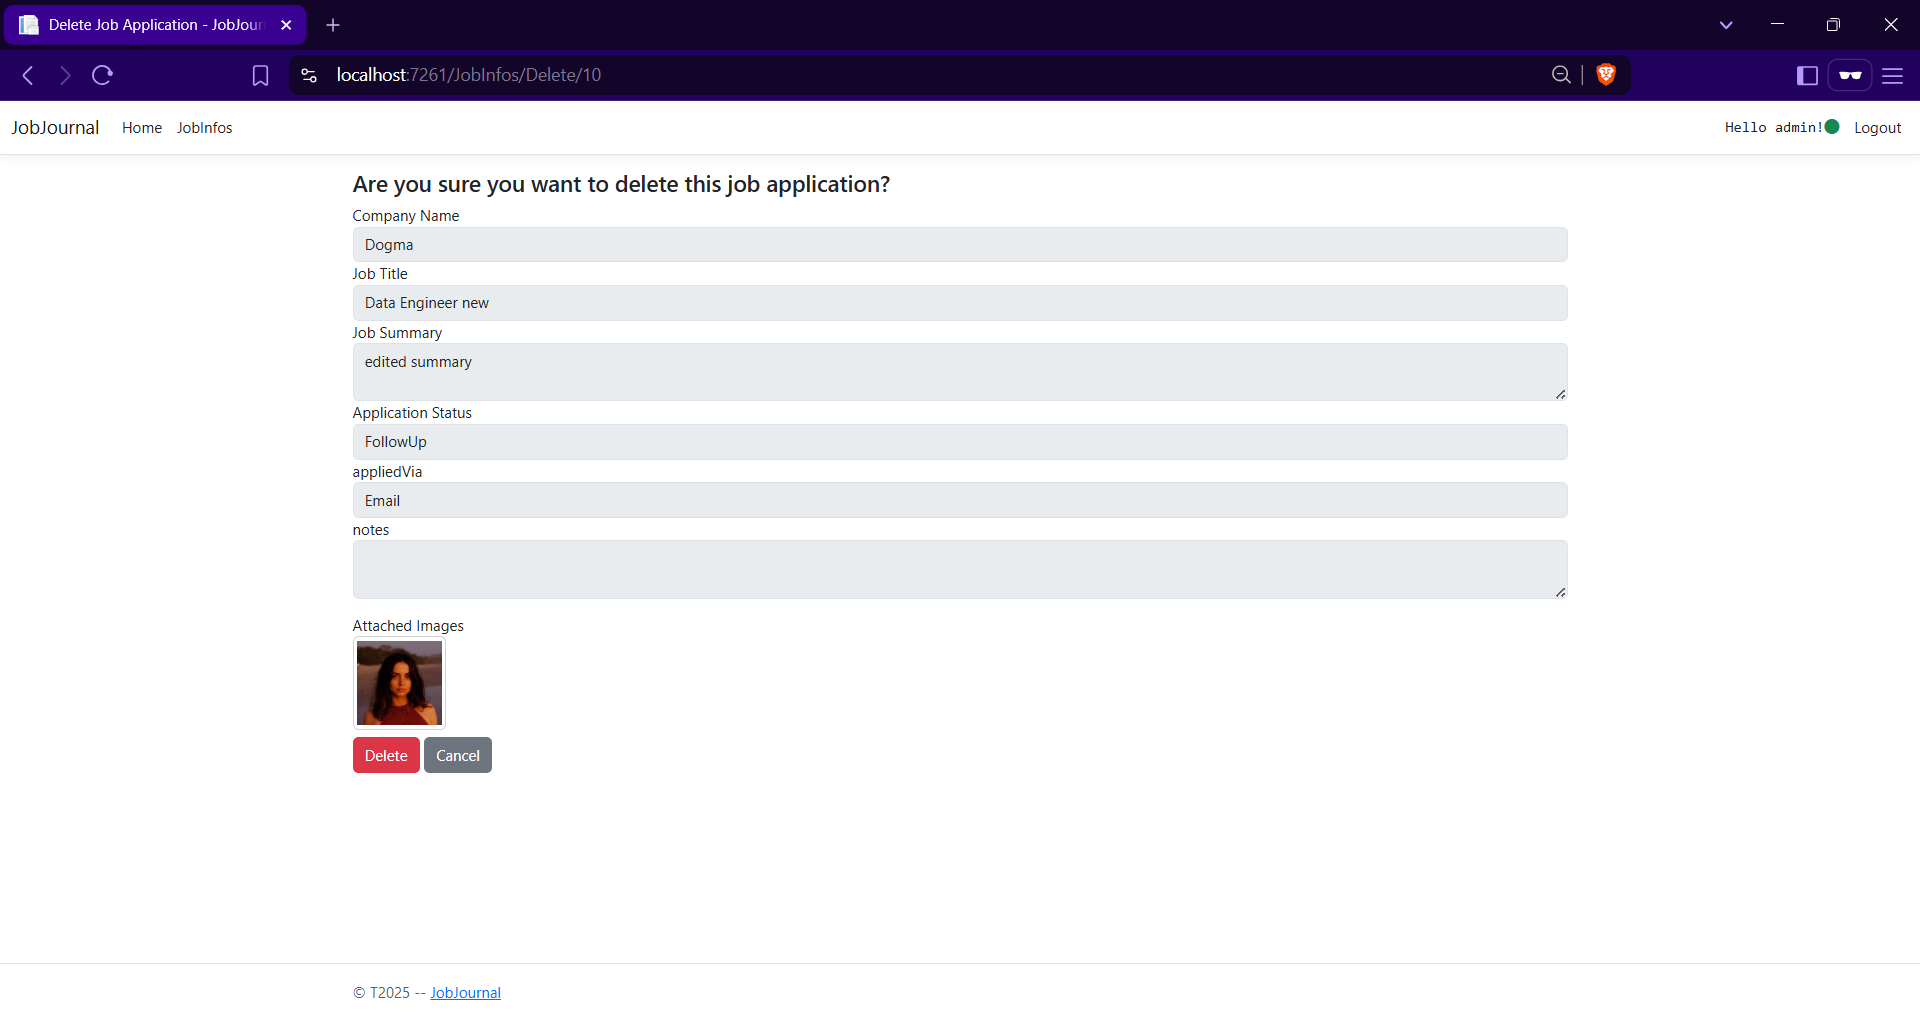 Delete Job Application - JobJour
localhost:7261/JobInfos/Delete/10
JobJournal Home JobInfos Hello admin! Logout
Are you sure you want to delete this job application?
Company Name
Dogma
Job Title
Data Engineer new
Job Summary
edited summary
Application Status
FollowUp
appliedVia
Email
notes
Attached Images
Delete Cancel
© T2025 -- JobJournal